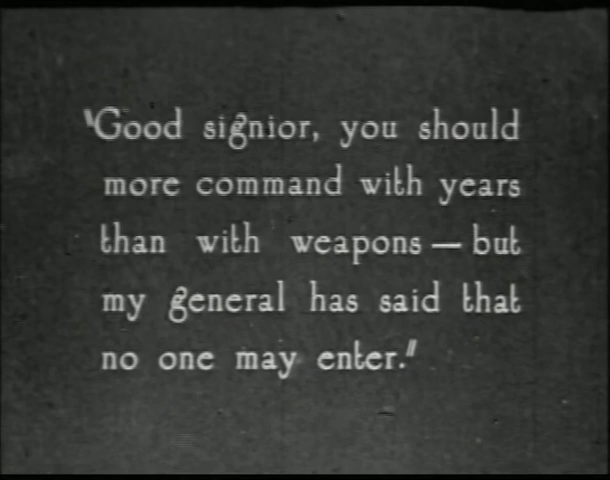 "Good signior, you should
more command with years
than with weapons — but
my general has said that
no one may enter."